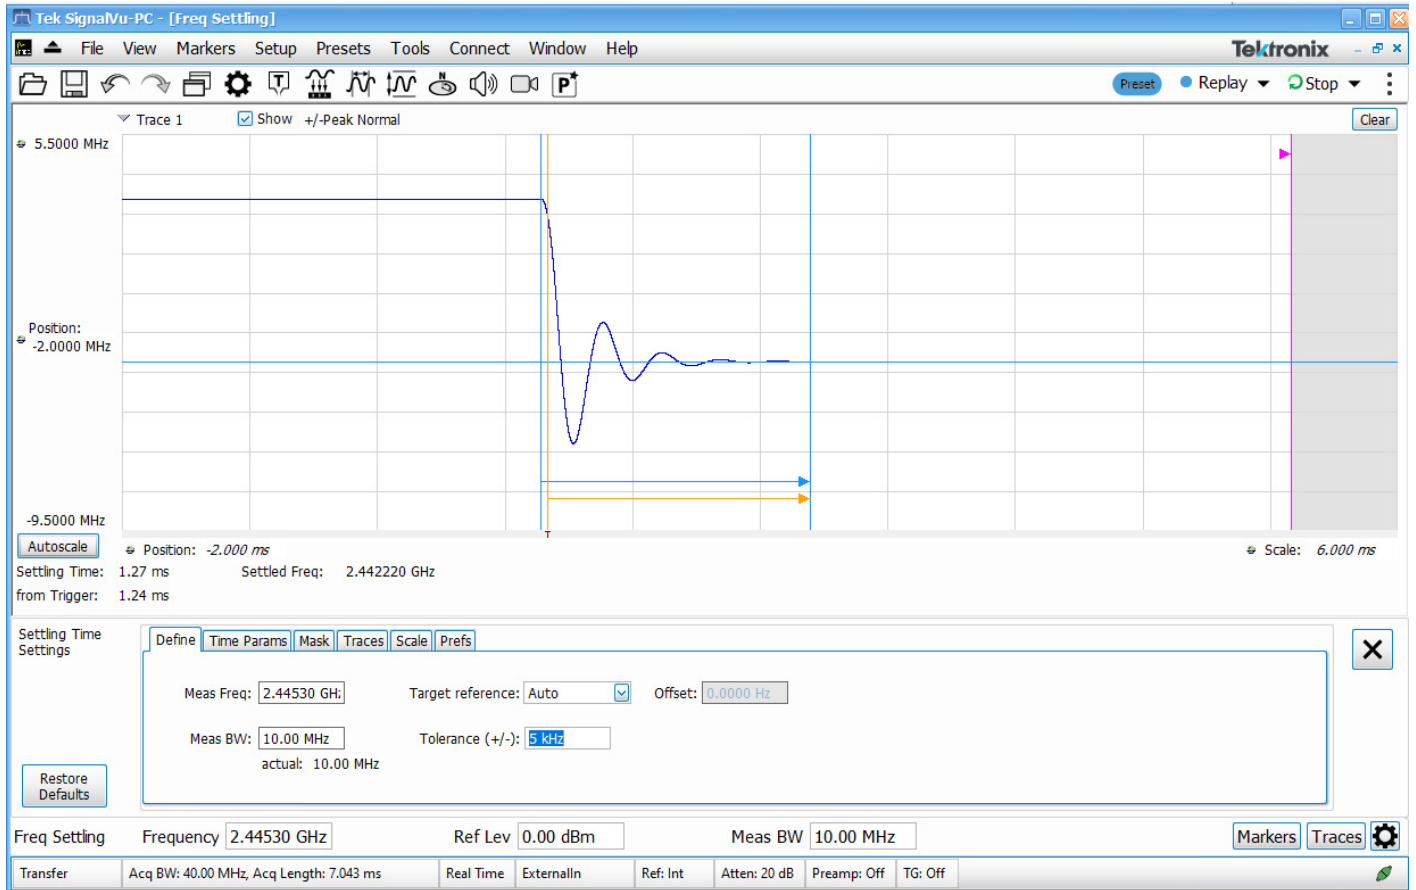 Tek SignalVu-PC - [Freq Settling]
File View Markers Setup Presets Tools Connect Window Help Tektronix
T N P Preset Replay Stop
Trace 1 Show +/-Peak Normal Clear
5.5000 MHz
Position:
-2.0000 MHz
-9.5000 MHz
T
Autoscale Position: -2.000 ms Scale: 6.000 ms
Settling Time: 1.27 ms Settled Freq: 2.442220 GHz
from Trigger: 1.24 ms
Settling Time
Settings
Define Time Params Mask Traces Scale Prefs
Meas Freq: 2.44530 GH Target reference: Auto Offset: 0.0000 Hz
Meas BW: 10.00 MHz Tolerance (+/-): 5 kHz
actual: 10.00 MHz
Restore
Defaults
Freq Settling Frequency 2.44530 GHz Ref Lev 0.00 dBm Meas BW 10.00 MHz Markers Traces
Transfer Acq BW: 40.00 MHz, Acq Length: 7.043 ms Real Time ExternalIn Ref: Int Atten: 20 dB Preamp: Off TG: Off